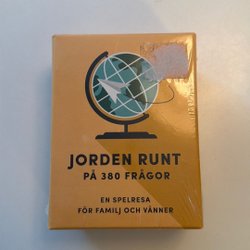 JORDEN RUNT
PÅ 380 FRÅGOR
EN SPELRESA
FÖR FAMILJ OCH VÄNNER